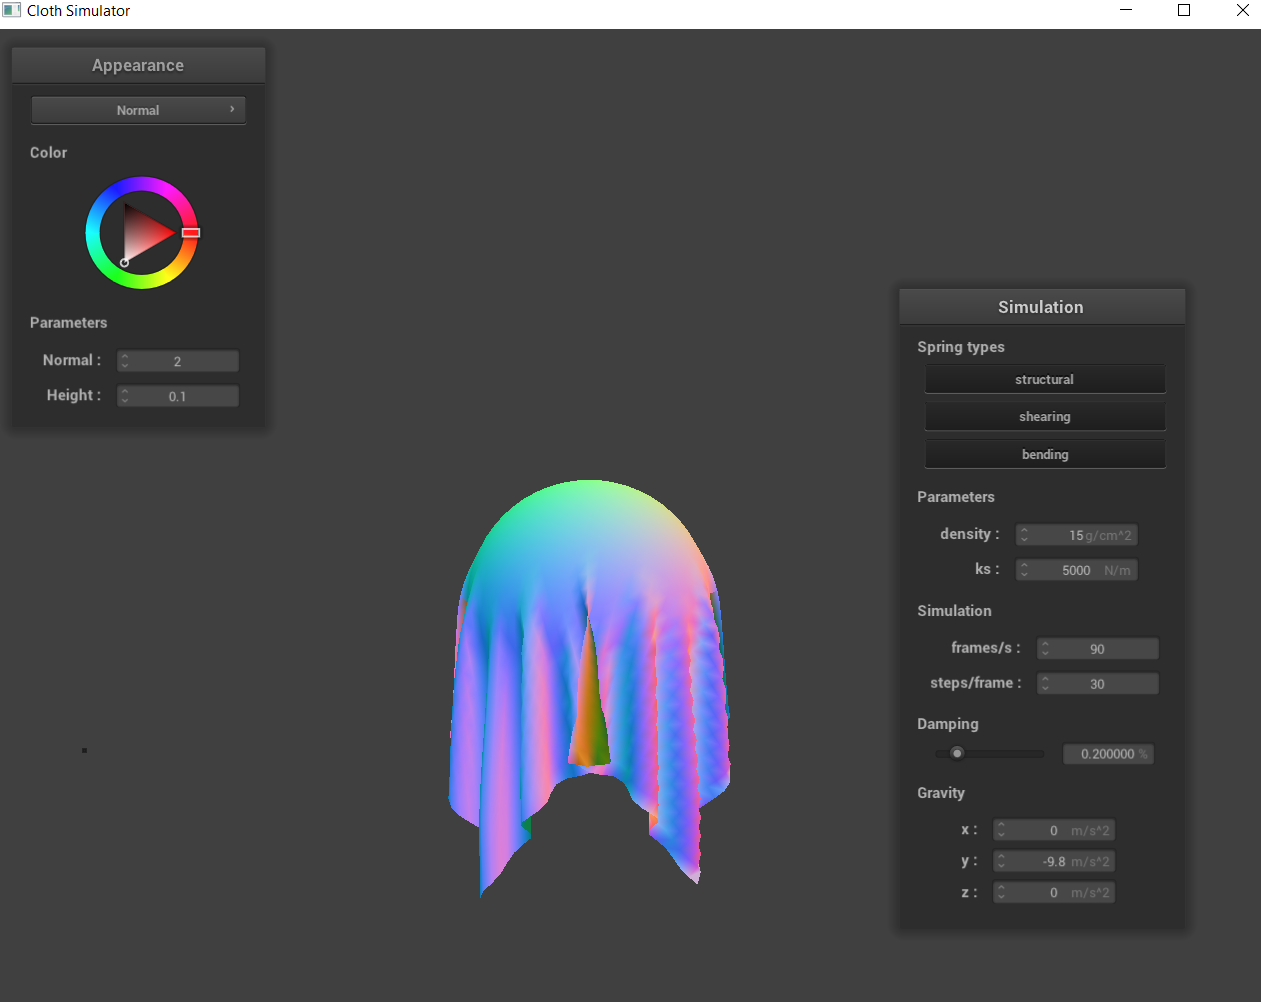 Cloth Simulator
Appearance
Normal
Color
Parameters
Normal : 2
Height : 0.1
Simulation
Spring types
structural
shearing
bending
Parameters
density : 15 g/cm^2
ks : 5000 N/m
Simulation
frames/s : 90
steps/frame : 30
Damping
0.200000 %
Gravity
x : 0 m/s^2
y : -9.8 m/s^2
z : 0 m/s^2